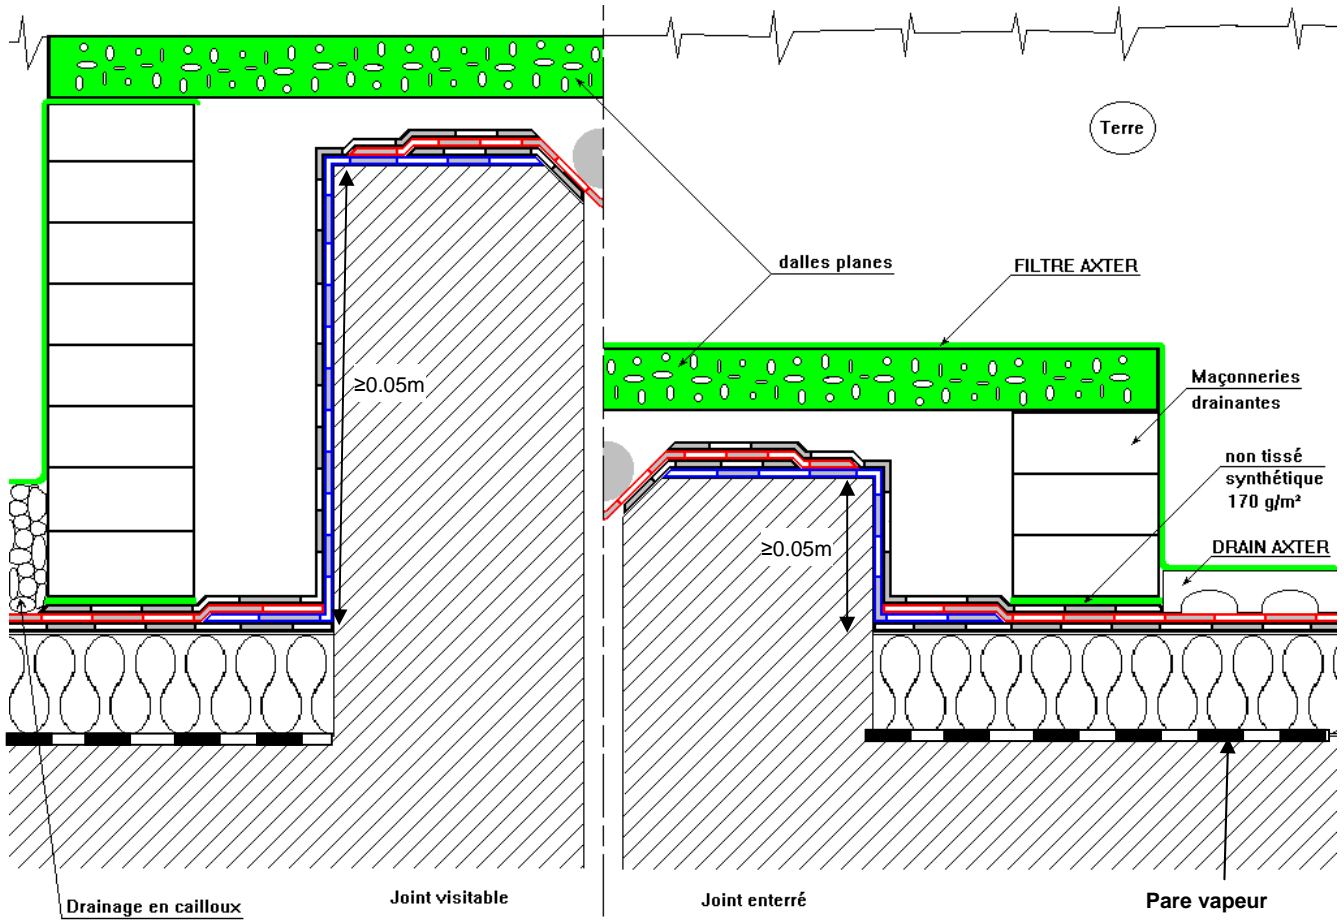 Terre
dalles planes
FILTRE AXTER
≥0.05m
Maçonneries
drainantes
non tissé
synthétique
170 g/m²
≥0.05m
DRAIN AXTER
Drainage en cailloux
Joint visitable
Joint enterré
Pare vapeur